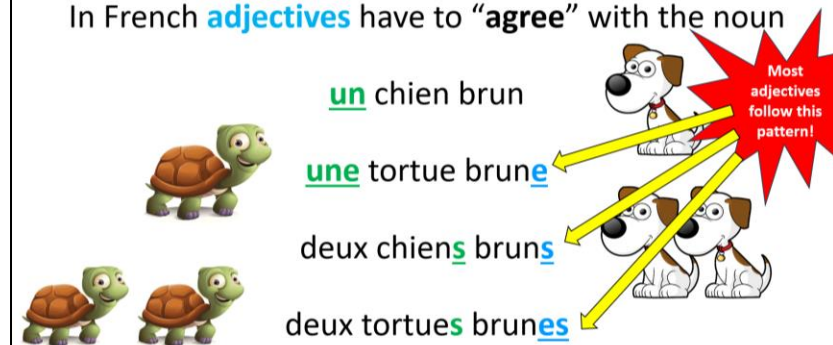 In French adjectives have to “agree” with the noun
un chien brun
une tortue brune
deux chiens bruns
deux tortues brunes
Most
adjectives
follow this
pattern!